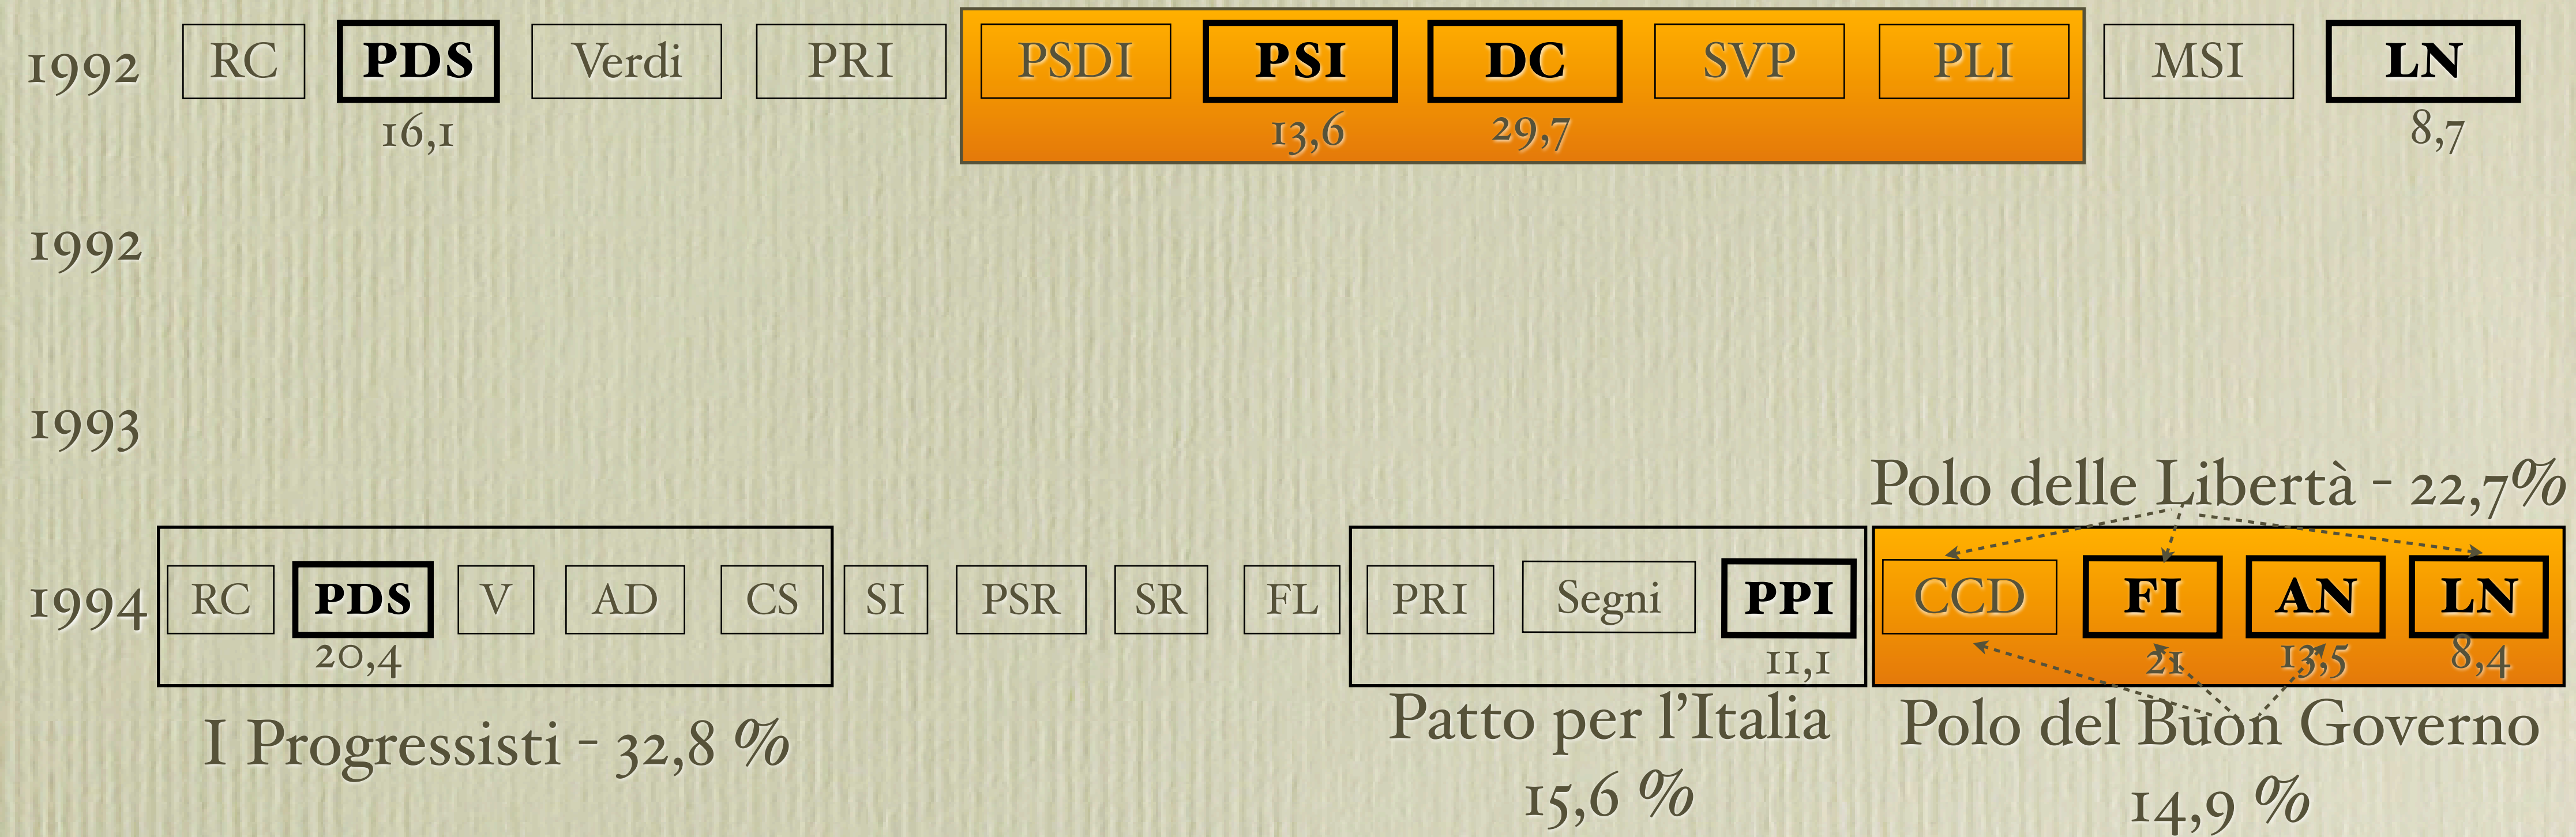 1992 RC PDS Verdi PRI PSDI PSI DC SVP PLI MSI LN
16,1 13,6 29,7 8,7
1992
1993
Polo delle Libertà - 22,7%
1994 RC PDS V AD CS SI PSR SR FL PRI Segni PPI CCD FI AN LN
20,4 11,1 21 13,5 8,4
I Progressisti - 32,8 %
Patto per l’Italia
15,6 %
Polo del Buon Governo
14,9 %